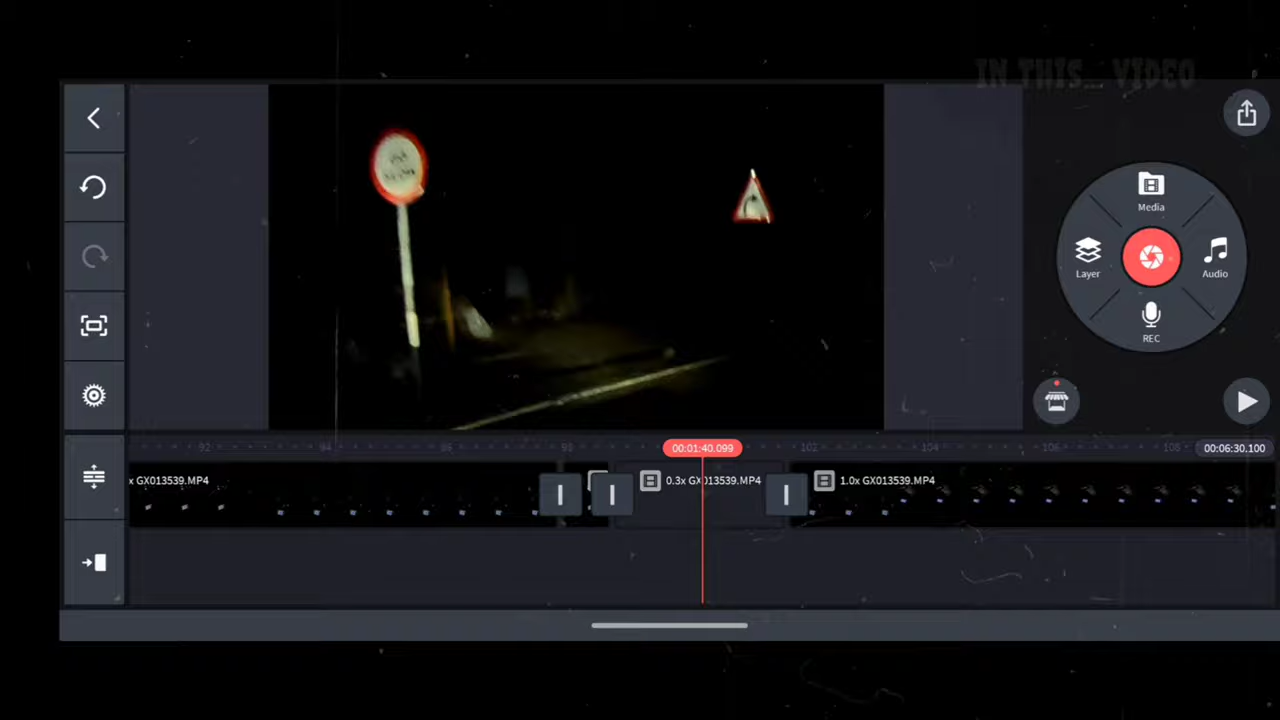 IN THIS_ VIDEO
Media
Layer
Audio
REC
92
94
96
98
00:01:40.099
102
104
106
108
00:06:30.100
x GX013539.MP4
0.3x GX013539.MP4
1.0x GX013539.MP4